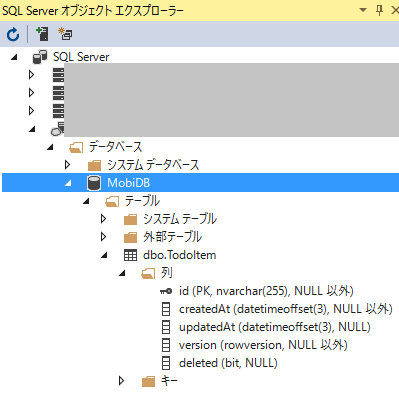 SQL Server オブジェクト エクスプローラー
SQL Server
データベース
システム データベース
MobiDB
テーブル
システム テーブル
外部テーブル
dbo.TodoItem
列
id (PK, nvarchar(255), NULL 以外)
createdAt (datetimeoffset(3), NULL 以外)
updatedAt (datetimeoffset(3), NULL)
version (rowversion, NULL 以外)
deleted (bit, NULL)
キー